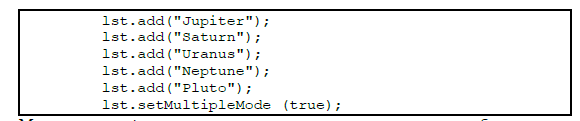 lst.add("Jupiter");
lst.add("Saturn");
lst.add("Uranus");
lst.add("Neptune");
lst.add("Pluto");
lst.setMultipleMode (true);